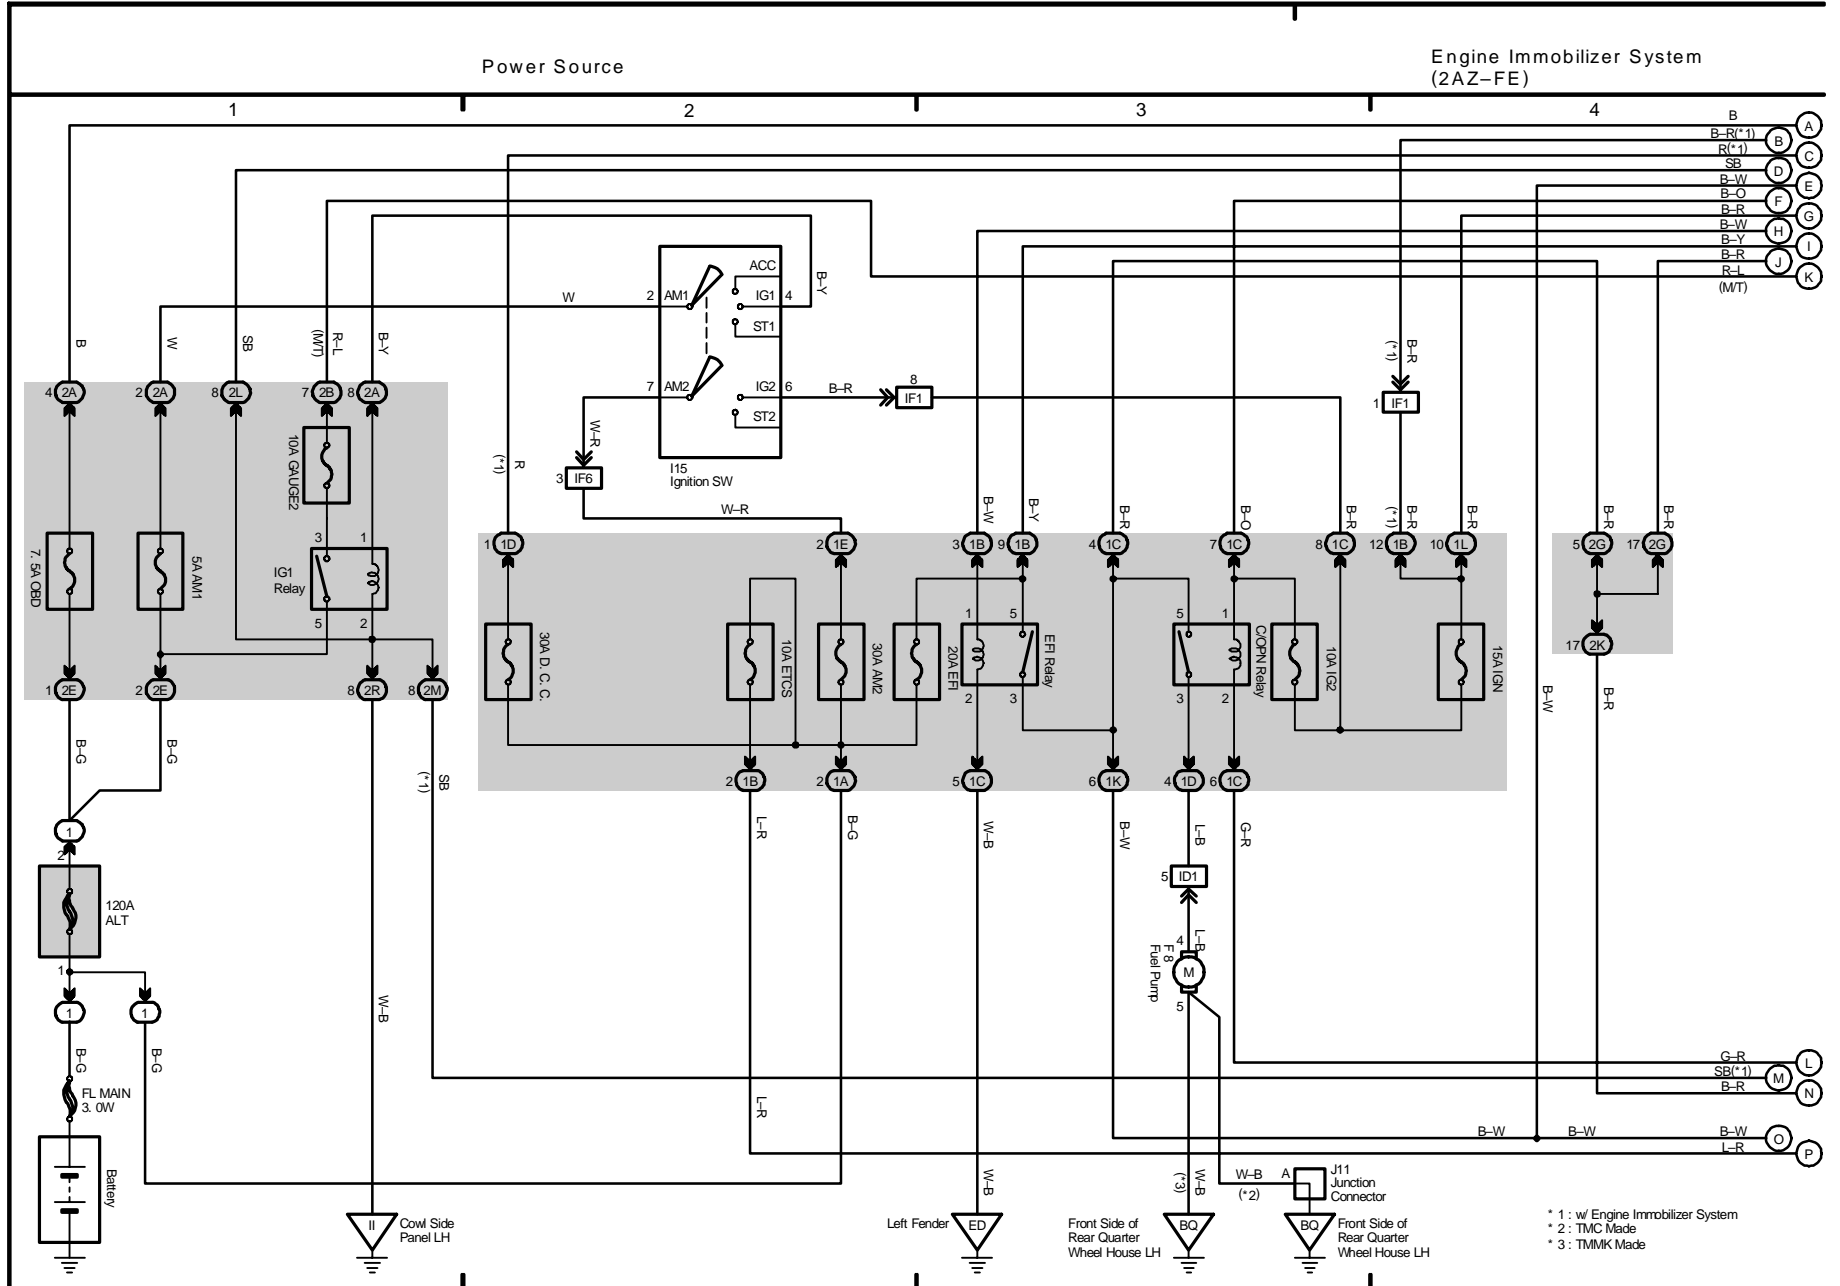 Power Source
Engine Immobilizer System
(2AZ–FE)
1
2
3
4
B
A
B–R(*1)
B
R(*1)
C
SB
D
B–W
E
B–O
F
B–R
G
B–W
H
B–Y
I
B–R
J
R–L
K
(M/T)
W
2
AM1
ACC
IG1
4
ST1
B–Y
7
AM2
IG2
6
ST2
I15
Ignition SW
B–R
8
IF1
W–R
3
IF6
W–R
B–R
(*1)
1
IF1
B
W
SB
R–L
(M/T)
B–Y
4
2A
2
2A
8
2L
7
2B
8
2A
10A GAUGE2
7. 5A OBD
5A AM1
3
1
IG1
Relay
5
2
1
2E
2
2E
8
2R
8
2M
R
(*1)
B–W
B–Y
B–R
B–O
B–R
B–R
(*1)
B–R
B–R
B–R
1
1D
2
1E
3
1B
9
1B
4
1C
7
1C
8
1C
12
1B
10
1L
5
2G
17
2G
30A D. C. C.
10A ETCS
30A AM2
20A EFI
1
5
EFI Relay
2
3
5
1
C/OPN Relay
3
2
10A IG2
15A IGN
17
2K
2
1B
2
1A
5
1C
6
1K
4
1D
6
1C
B–G
B–G
SB
(*1)
L–R
B–G
W–B
B–W
L–B
G–R
B–W
B–R
1
2
120A
ALT
1
1
1
B–G
B–G
FL MAIN
3. 0W
Battery
W–B
5
ID1
L–B
4
M
F 8
Fuel Pump
5
L–R
G–R
L
SB(*1)
M
B–R
N
B–W
B–W
B–W
O
L–R
P
W–B
W–B
(*3)
W–B
(*2)
A
J11
Junction
Connector
II
Cowl Side
Panel LH
Left Fender
ED
Front Side of
Rear Quarter
Wheel House LH
BQ
BQ
Front Side of
Rear Quarter
Wheel House LH
* 1 : w/ Engine Immobilizer System
* 2 : TMC Made
* 3 : TMMK Made